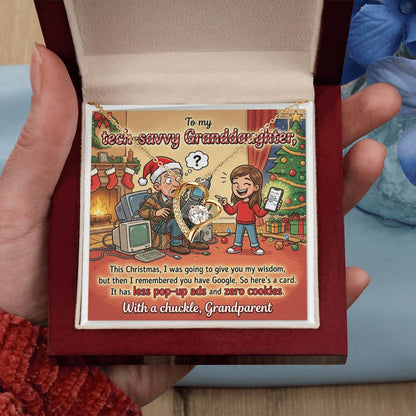 To my
tech-savvy Granddaughter,
?
This Christmas, I was going to give you my wisdom,
but then I remembered you have Google. So here's a card.
It has less pop-up ads and zero cookies.
With a chuckle, Grandparent